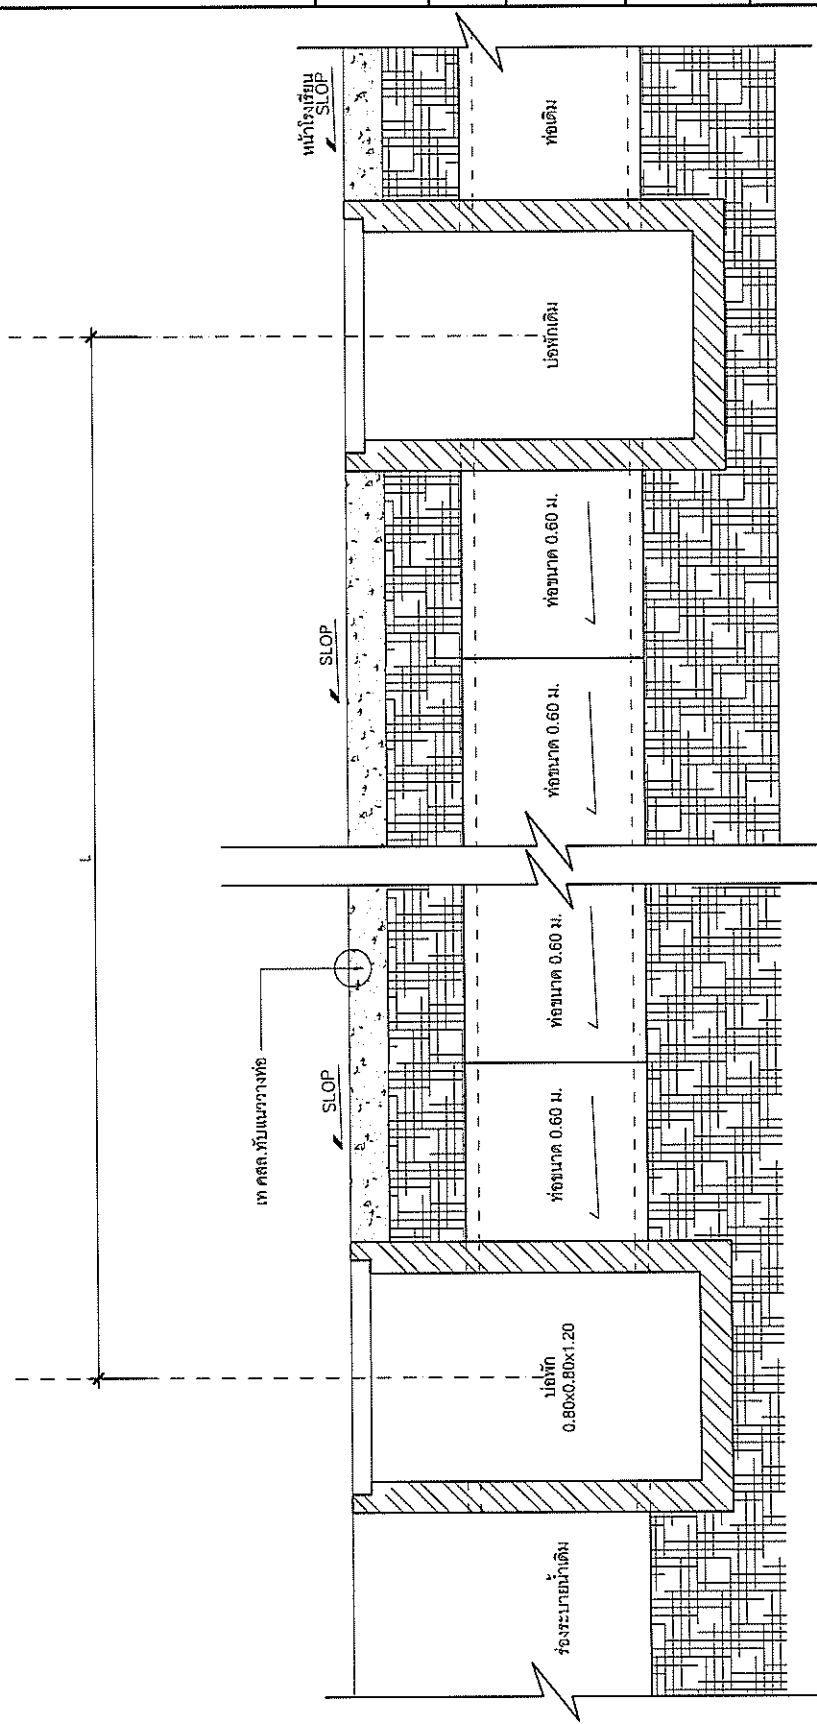 L
เท คสล.ทับแนววางท่อ
SLOP
SLOP
หน้าโรงเรียน
SLOP
ร่องระบายน้ำเดิม
บ่อพัก
0.80x0.80x1.20
ท่อขนาด 0.60 ม.
ท่อขนาด 0.60 ม.
ท่อขนาด 0.60 ม.
ท่อขนาด 0.60 ม.
บ่อพักเดิม
ท่อเดิม